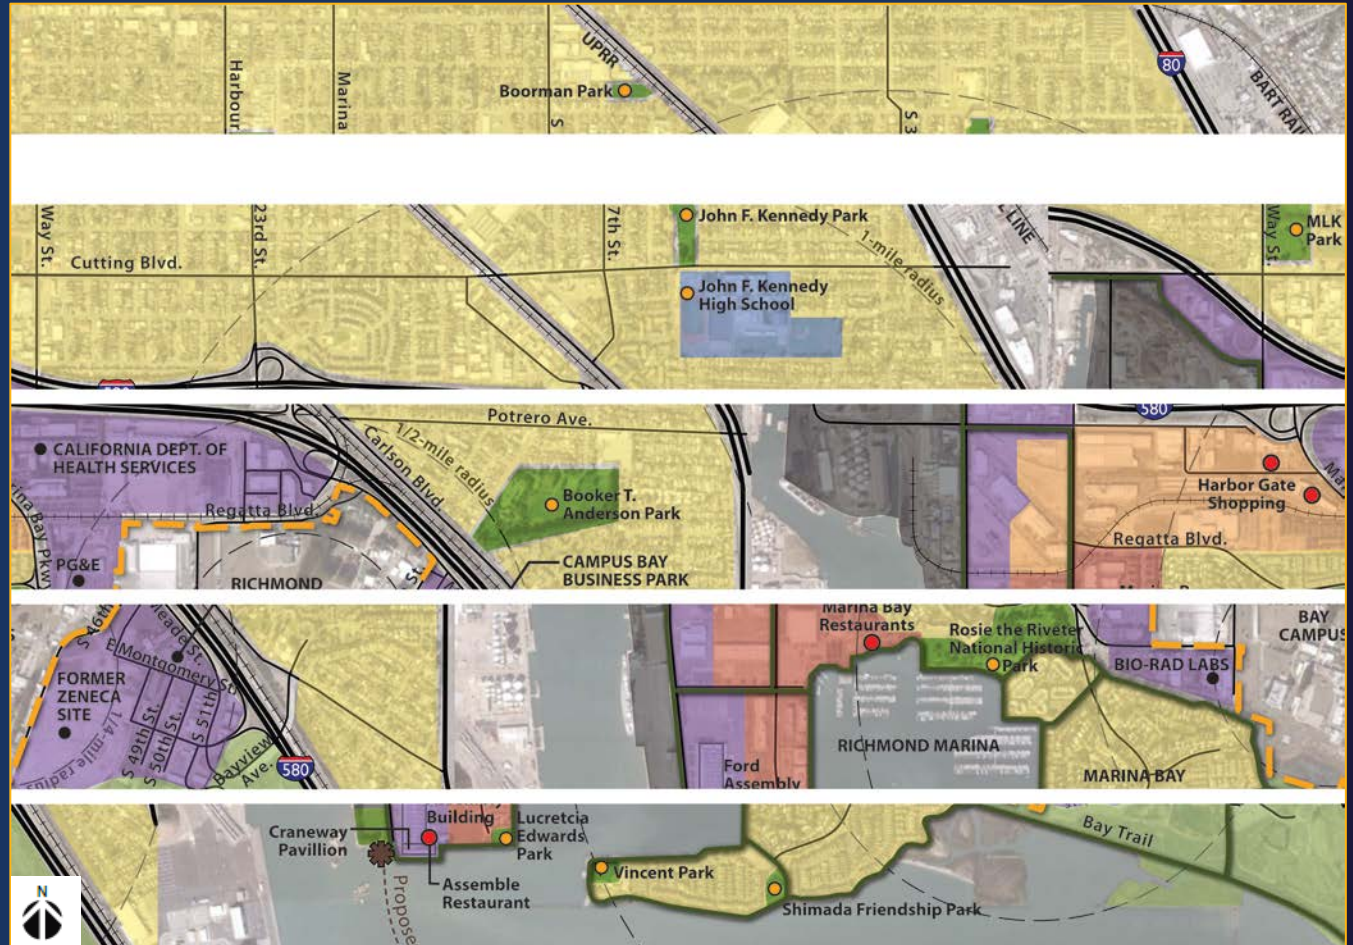 UPRR
80
Harbour
Marina
Boorman Park
S
S 3
BART RAI
Way St.
23rd St.
7th St.
John F. Kennedy Park
L LINE
Way St.
MLK
Park
Cutting Blvd.
1-mile radius
John F. Kennedy
High School
Potrero Ave.
580
CALIFORNIA DEPT. OF
HEALTH SERVICES
Carlson Blvd.
1/2-mile radius
Harbor Gate
Shopping
Booker T.
Anderson Park
Regatta Blvd.
Regatta Blvd.
rina Bay Pkwy
PG&E
CAMPUS BAY
BUSINESS PARK
RICHMOND
St.
S 46th
Meade St.
E Montgomery St.
Marina Bay
Restaurants
Rosie the Riveter
National Historic
Park
BAY
CAMPUS
BIO-RAD LABS
FORMER
ZENECA
SITE
1/4-mile radius
S 49th St.
S 50th St.
S 51th
Bayview
Ave.
580
RICHMOND MARINA
Ford
Assembly
MARINA BAY
Craneway
Pavillion
Building
Lucretcia
Edwards
Park
Bay Trail
Vincent Park
Assemble
Restaurant
Shimada Friendship Park
Propose
N